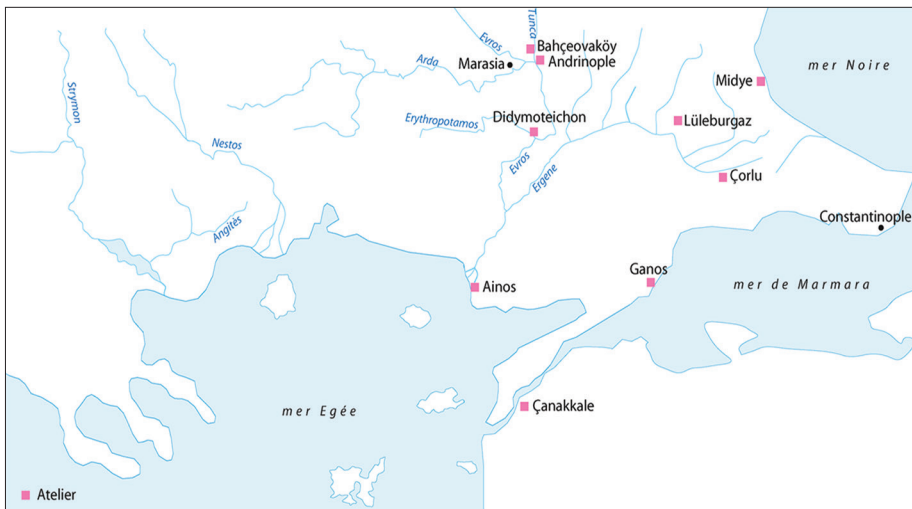 Tunca
Evros
Bahçeovaköy
Andrinople
Marasia
Arda
mer Noire
Midye
Strymon
Erythropotamos
Didymoteichon
Lüleburgaz
Nestos
Evros
Ergene
Çorlu
Angitès
Constantinople
Ganos
Ainos
mer de Marmara
mer Egée
Çanakkale
Atelier